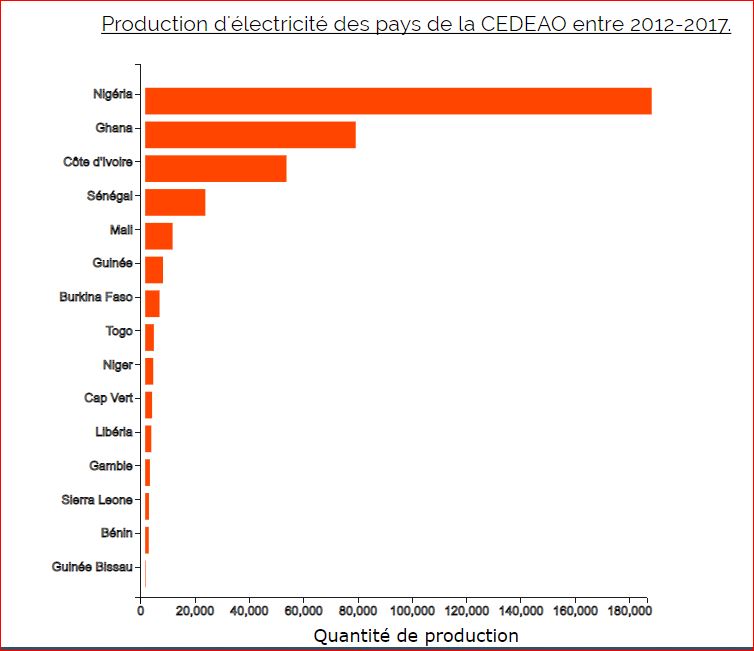 Production d'électricité des pays de la CEDEAO entre 2012-2017.
Nigéria
Ghana
Côte d'Ivoire
Sénégal
Mali
Guinée
Burkina Faso
Togo
Niger
Cap Vert
Libéria
Gambie
Sierra Leone
Bénin
Guinée Bissau
0 20,000 40,000 60,000 80,000 100,000 120,000 140,000 160,000 180,000
Quantité de production